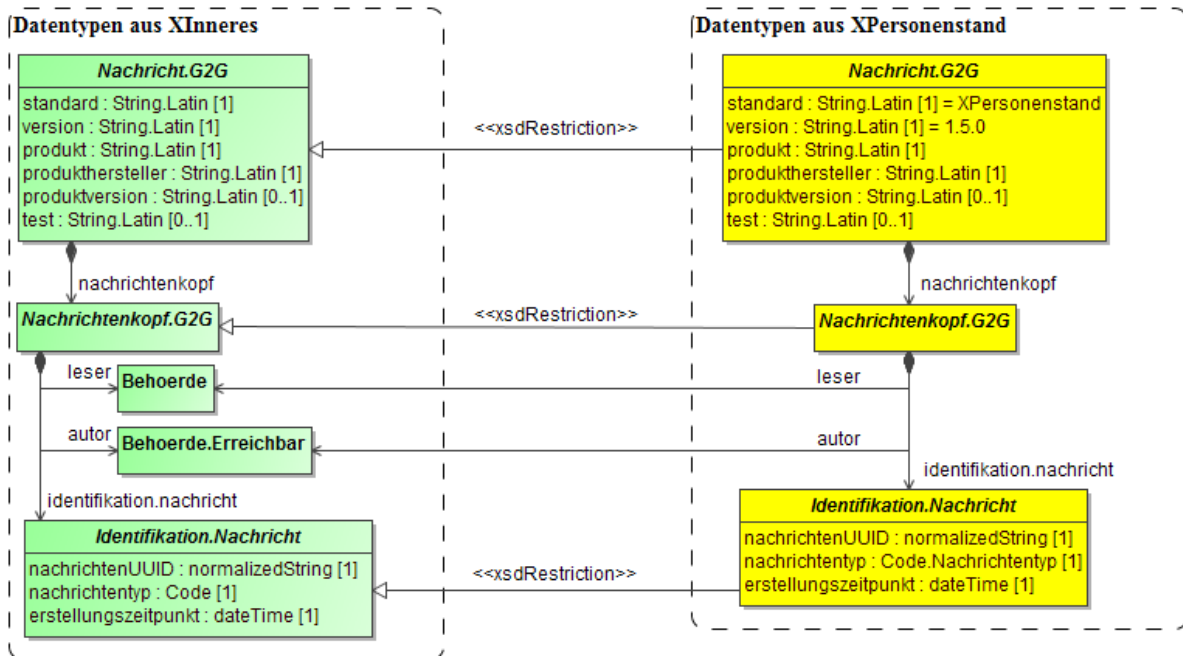 Datentypen aus XInneres
Nachricht.G2G
standard : String.Latin [1]
version : String.Latin [1]
produkt : String.Latin [1]
produkthersteller : String.Latin [1]
produktversion : String.Latin [0..1]
test : String.Latin [0..1]
nachrichtenkopf
Nachrichtenkopf.G2G
leser
Behoerde
autor
Behoerde.Erreichbar
identifikation.nachricht
Identifikation.Nachricht
nachrichtenUUID : normalizedString [1]
nachrichtentyp : Code [1]
erstellungszeitpunkt : dateTime [1]
<<xsdRestriction>>
<<xsdRestriction>>
<<xsdRestriction>>
Datentypen aus XPersonenstand
Nachricht.G2G
standard : String.Latin [1] = XPersonenstand
version : String.Latin [1] = 1.5.0
produkt : String.Latin [1]
produkthersteller : String.Latin [1]
produktversion : String.Latin [0..1]
test : String.Latin [0..1]
nachrichtenkopf
Nachrichtenkopf.G2G
leser
autor
identifikation.nachricht
Identifikation.Nachricht
nachrichtenUUID : normalizedString [1]
nachrichtentyp : Code.Nachrichtentyp [1]
erstellungszeitpunkt : dateTime [1]